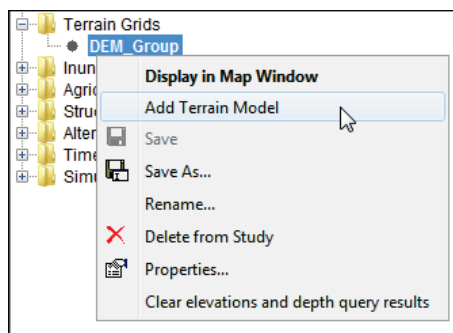 Terrain Grids
DEM_Group
Inun
Agric
Struc
Alter
Time
Simu
Display in Map Window
Add Terrain Model
Save
Save As...
Rename...
Delete from Study
Properties...
Clear elevations and depth query results